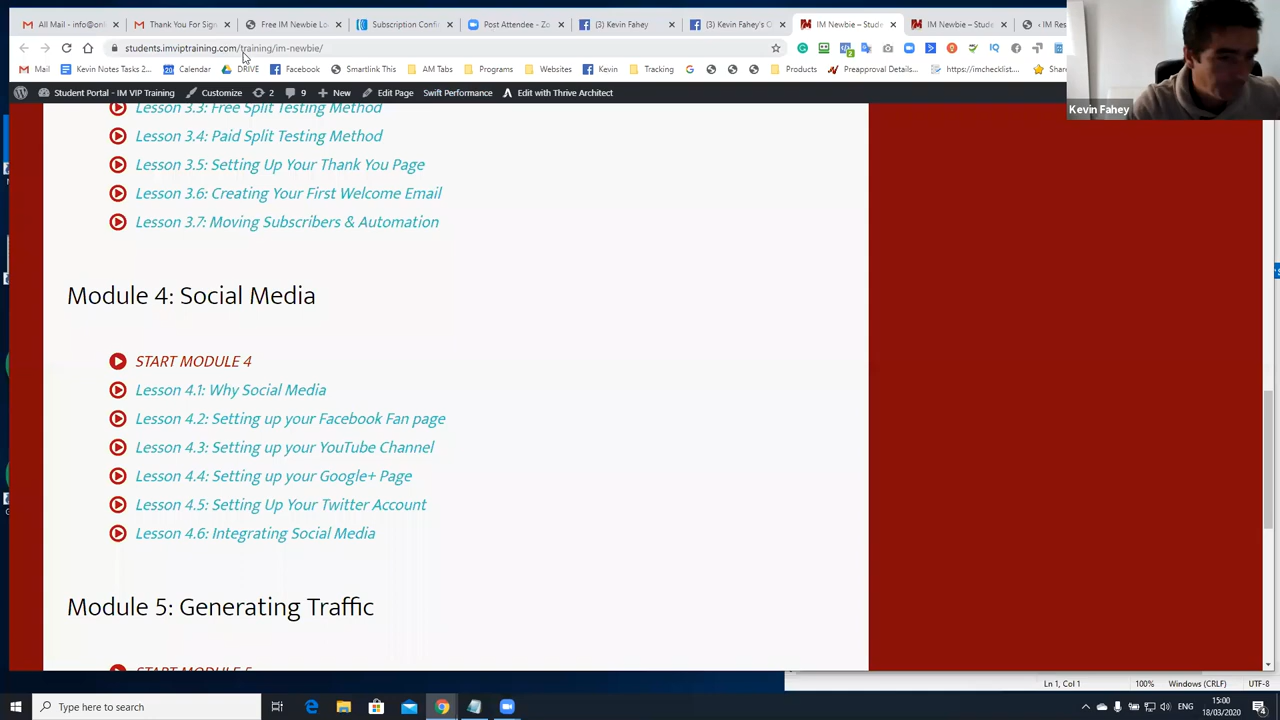 All Mail - info@onl
Thank You For Sign
Free IM Newbie Lo
Subscription Confir
Post Attendee - Zo
(3) Kevin Fahey
(3) Kevin Fahey's C
IM Newbie – Stude
IM Newbie – Stude
students.imviptraining.com/training/im-newbie/
Mail
Kevin Notes Tasks 2...
Calendar
DRIVE
Facebook
Smartlink This
AM Tabs
Programs
Websites
Kevin
Tracking
Products
Preapproval Details...
https://imchecklist....
Student Portal - IM VIP Training
Customize
2
9
New
Edit Page
Swift Performance
Edit with Thrive Architect
Kevin Fahey
Lesson 3.3: Free Split Testing Method
Lesson 3.4: Paid Split Testing Method
Lesson 3.5: Setting Up Your Thank You Page
Lesson 3.6: Creating Your First Welcome Email
Lesson 3.7: Moving Subscribers & Automation
Module 4: Social Media
START MODULE 4
Lesson 4.1: Why Social Media
Lesson 4.2: Setting up your Facebook Fan page
Lesson 4.3: Setting up your YouTube Channel
Lesson 4.4: Setting up your Google+ Page
Lesson 4.5: Setting Up Your Twitter Account
Lesson 4.6: Integrating Social Media
Module 5: Generating Traffic
START MODULE 5
Ln 1, Col 1
100%
Windows (CRLF)
UTF-8
Type here to search
ENG
15:00
18/03/2020